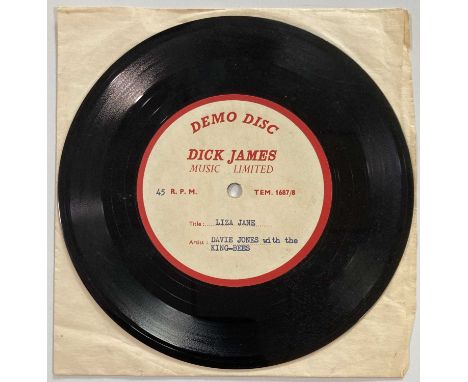 DEMO DISC
DICK JAMES
MUSIC LIMITED
45 R. P. M. TEM. 1687/8
Title:.....LIZA JANE.....
Artist: DAVIE JONES with the
KING-BEES